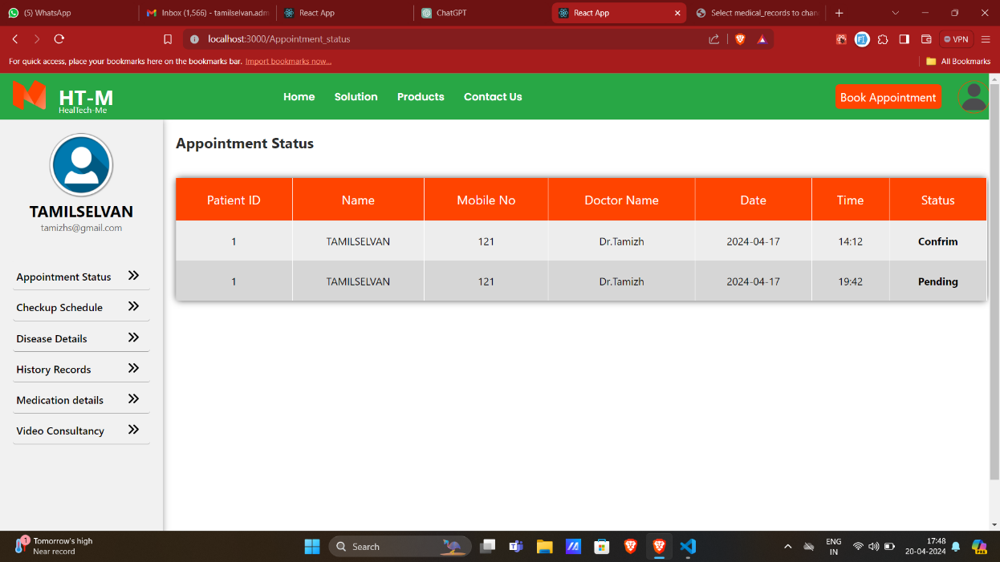 (5) WhatsApp
Inbox (1,566) - tamilselvan.adm
React App
ChatGPT
React App
Select medical_records to chan
localhost:3000/Appointment_status
VPN
For quick access, place your bookmarks here on the bookmarks bar. Import bookmarks now...
All Bookmarks
HT-M
HealTech-Me
Home Solution Products Contact Us
Book Appointment
TAMILSELVAN
tamizhs@gmail.com
Appointment Status
Checkup Schedule
Disease Details
History Records
Medication details
Video Consultancy
Appointment Status
Patient ID Name Mobile No Doctor Name Date Time Status
1 TAMILSELVAN 121 Dr.Tamizh 2024-04-17 14:12 Confrim
1 TAMILSELVAN 121 Dr.Tamizh 2024-04-17 19:42 Pending
1
Tomorrow's high
Near record
Search
ENG
IN
17:48
20-04-2024